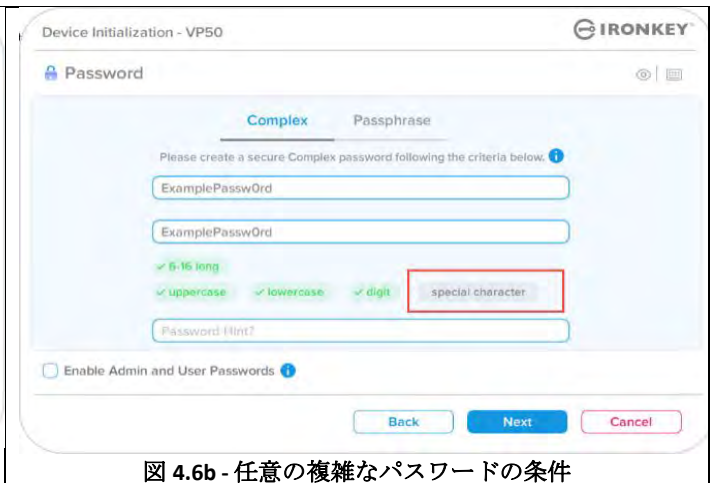 Device Initialization - VP50
IRONKEY
Password
Complex Passphrase
Please create a secure Complex password following the criteria below.
ExamplePassw0rd
ExamplePassw0rd
✓ 6-16 long
✓ uppercase ✓ lowercase ✓ digit special character
Password Hint?
Enable Admin and User Passwords
Back Next Cancel
図 4.6b - 任意の複雑なパスワードの条件